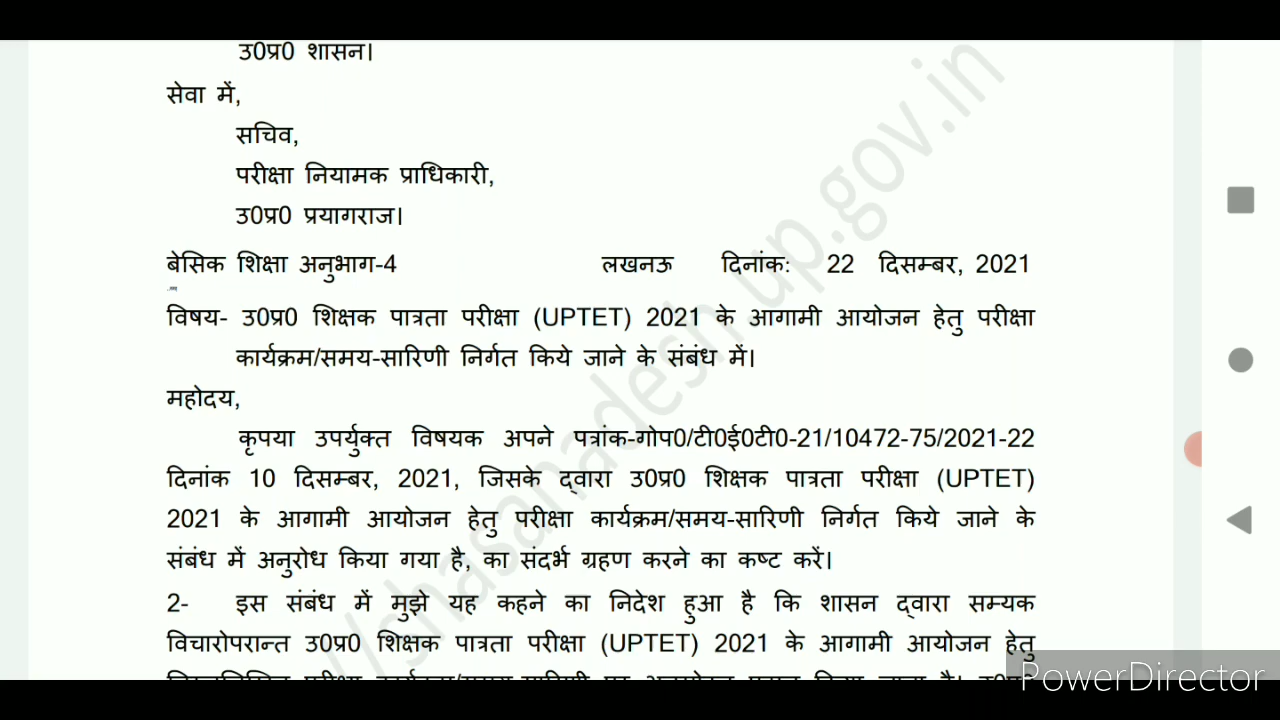 उ0प्र0 शासन।
सेवा में,
सचिव,
परीक्षा नियामक प्राधिकारी,
उ0प्र0 प्रयागराज।
बेसिक शिक्षा अनुभाग-4 लखनऊ दिनांक: 22 दिसम्बर, 2021
विषय- उ0प्र0 शिक्षक पात्रता परीक्षा (UPTET) 2021 के आगामी आयोजन हेतु परीक्षा
कार्यक्रम/समय-सारिणी निर्गत किये जाने के संबंध में।
महोदय,
कृपया उपर्युक्त विषयक अपने पत्रांक-गोप0/टी0ई0टी0-21/10472-75/2021-22
दिनांक 10 दिसम्बर, 2021, जिसके द्वारा उ0प्र0 शिक्षक पात्रता परीक्षा (UPTET)
2021 के आगामी आयोजन हेतु परीक्षा कार्यक्रम/समय-सारिणी निर्गत किये जाने के
संबंध में अनुरोध किया गया है, का संदर्भ ग्रहण करने का कष्ट करें।
2- इस संबंध में मुझे यह कहने का निदेश हुआ है कि शासन द्वारा सम्यक
विचारोपरान्त उ0प्र0 शिक्षक पात्रता परीक्षा (UPTET) 2021 के आगामी आयोजन हेतु
//shasanadesh.up.gov.in
PowerDirector